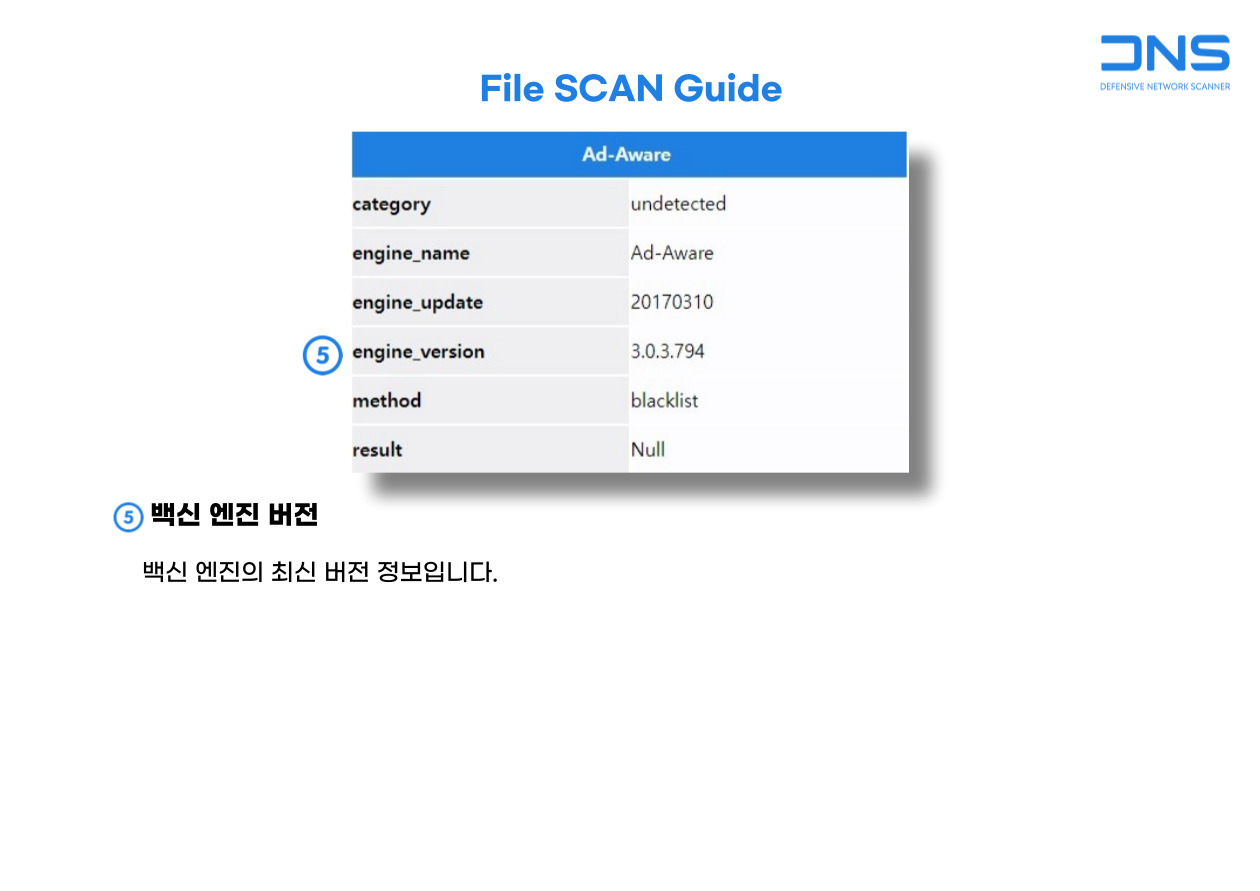 DNS
DEFENSIVE NETWORK SCANNER
File SCAN Guide
Ad-Aware
category undetected
engine_name Ad-Aware
engine_update 20170310
⑤ engine_version 3.0.3.794
method blacklist
result Null
⑤ 백신 엔진 버전
백신 엔진의 최신 버전 정보입니다.